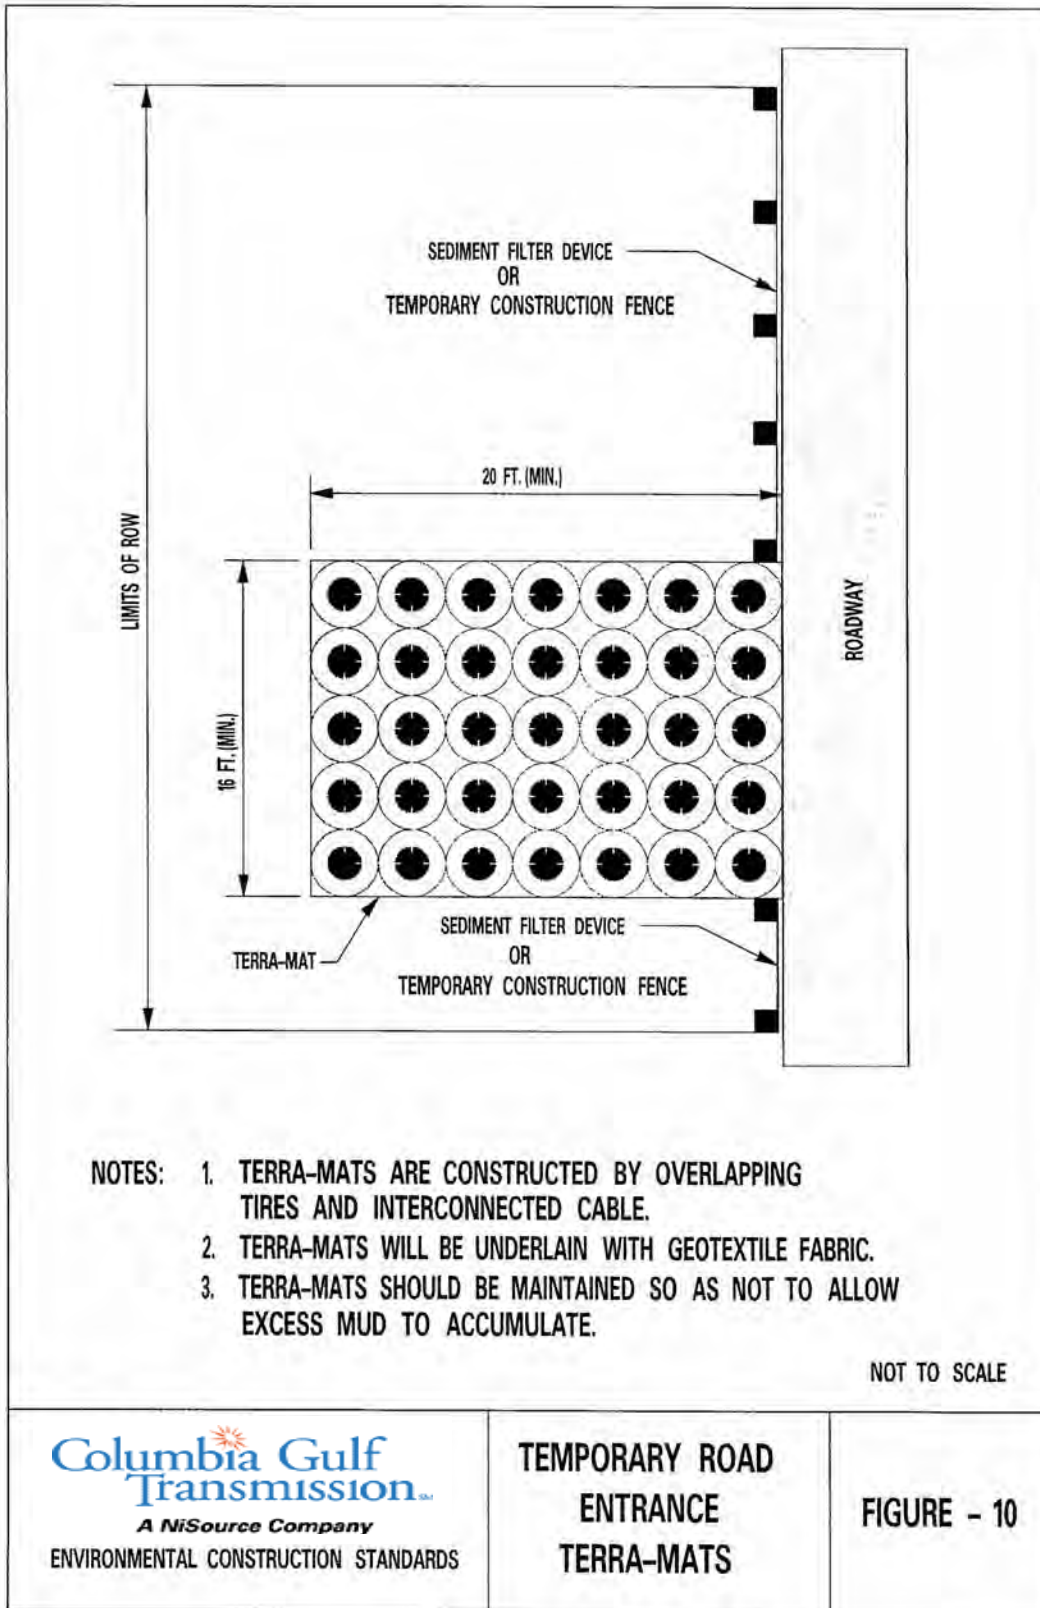 SEDIMENT FILTER DEVICE
OR
TEMPORARY CONSTRUCTION FENCE
20 FT. (MIN.)
LIMITS OF ROW
16 FT. (MIN.)
ROADWAY
TERRA-MAT
SEDIMENT FILTER DEVICE
OR
TEMPORARY CONSTRUCTION FENCE
NOTES: 1. TERRA-MATS ARE CONSTRUCTED BY OVERLAPPING
TIRES AND INTERCONNECTED CABLE.
2. TERRA-MATS WILL BE UNDERLAIN WITH GEOTEXTILE FABRIC.
3. TERRA-MATS SHOULD BE MAINTAINED SO AS NOT TO ALLOW
EXCESS MUD TO ACCUMULATE.
NOT TO SCALE
Columbia Gulf
Transmission SM
A NiSource Company
ENVIRONMENTAL CONSTRUCTION STANDARDS
TEMPORARY ROAD
ENTRANCE
TERRA-MATS
FIGURE - 10